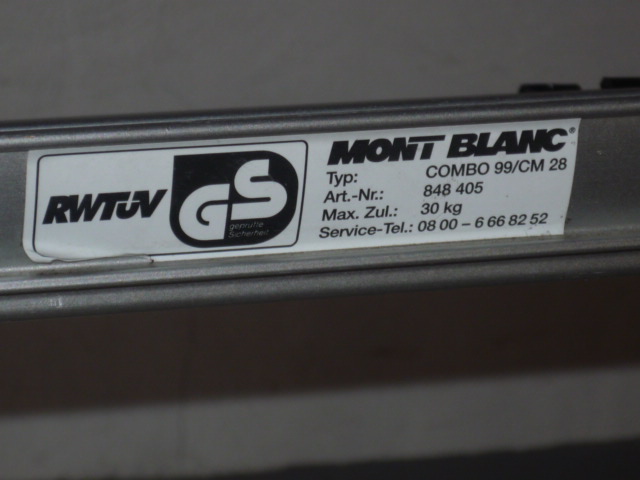 RWTÜV
GS
geprüfte
Sicherheit
MONT BLANC®
Typ: COMBO 99/CM 28
Art.-Nr.: 848 405
Max. Zul.: 30 kg
Service-Tel.: 08 00 – 6 66 82 52